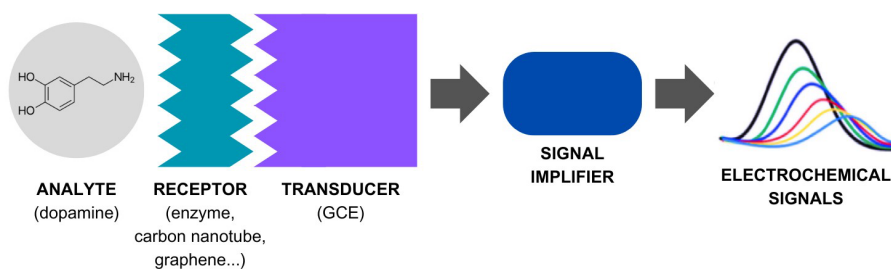 HO
HO
NH₂
ANALYTE
(dopamine)
RECEPTOR
(enzyme,
carbon nanotube,
graphene...)
TRANSDUCER
(GCE)
SIGNAL
IMPLIFIER
ELECTROCHEMICAL
SIGNALS